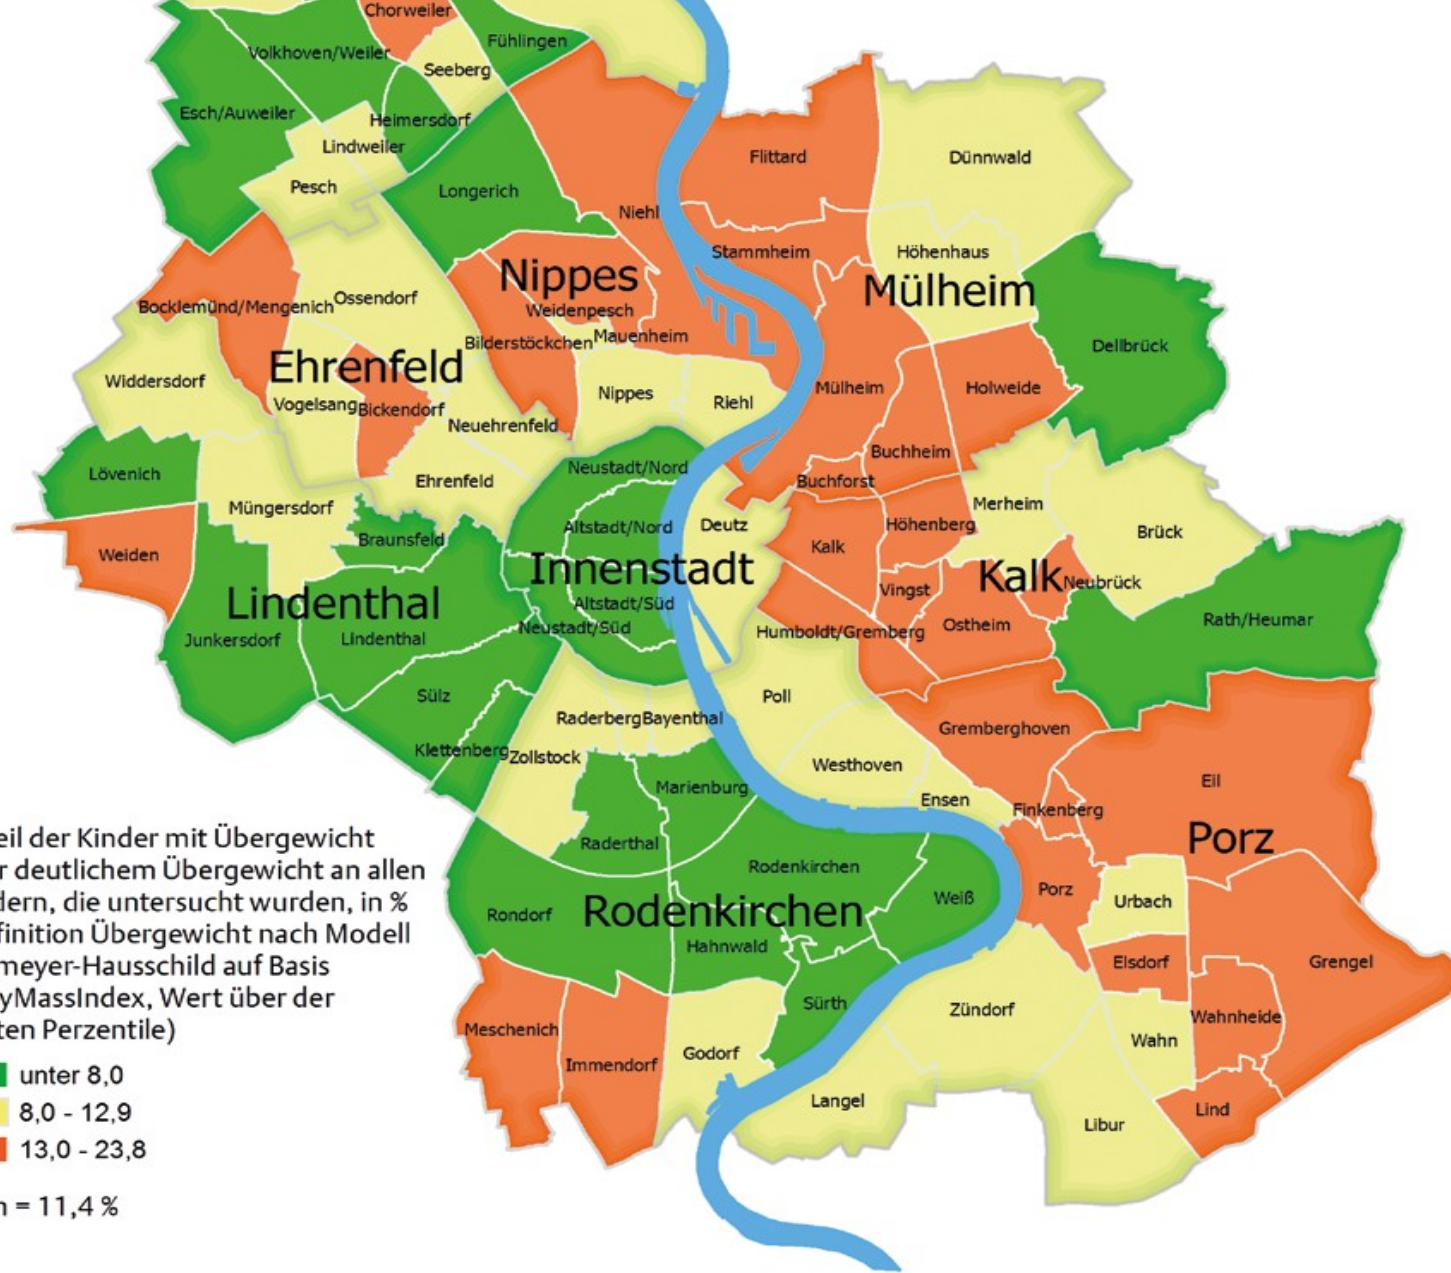 Chorweiler
Volkhoven/Weiler
Fühlingen
Seeberg
Esch/Auweiler
Heimersdorf
Lindweiler
Pesch
Longerich
Flittard
Dünnwald
Niehl
Stammheim
Höhenhaus
Nippes
Mülheim
Bocklemünd/Mengenich
Ossendorf
Weidenpesch
Bilderstöckchen
Mauenheim
Dellbrück
Ehrenfeld
Widdersdorf
Vogelsang
Bickendorf
Nippes
Riehl
Mülheim
Holweide
Neuehrenfeld
Buchheim
Lövenich
Neustadt/Nord
Ehrenfeld
Buchforst
Müngersdorf
Merheim
Altstadt/Nord
Deutz
Höhenberg
Brück
Braunsfeld
Kalk
Weiden
Innenstadt
Kalk
Neubrück
Vingst
Lindenthal
Altstadt/Süd
Neustadt/Süd
Humboldt/Gremberg
Ostheim
Rath/Heumar
Junkersdorf
Lindenthal
Sülz
Poll
Raderberg
Bayenthal
Gremberghoven
Klettenberg
Zollstock
Westhoven
Marienburg
Eil
Ensen
Finkenberg
Porz
Raderthal
Rodenkirchen
Porz
Weiß
Urbach
Rondorf
Rodenkirchen
Hahnwald
Elsdorf
Grengel
Sürth
Zündorf
Wahnheide
Meschenich
Wahn
Immendorf
Godorf
Langel
Lind
Libur
eil der Kinder mit Übergewicht
r deutlichem Übergewicht an allen
dern, die untersucht wurden, in %
finition Übergewicht nach Modell
meyer-Hausschild auf Basis
yMassIndex, Wert über der
ten Perzentile)
unter 8,0
8,0 - 12,9
13,0 - 23,8
n = 11,4 %